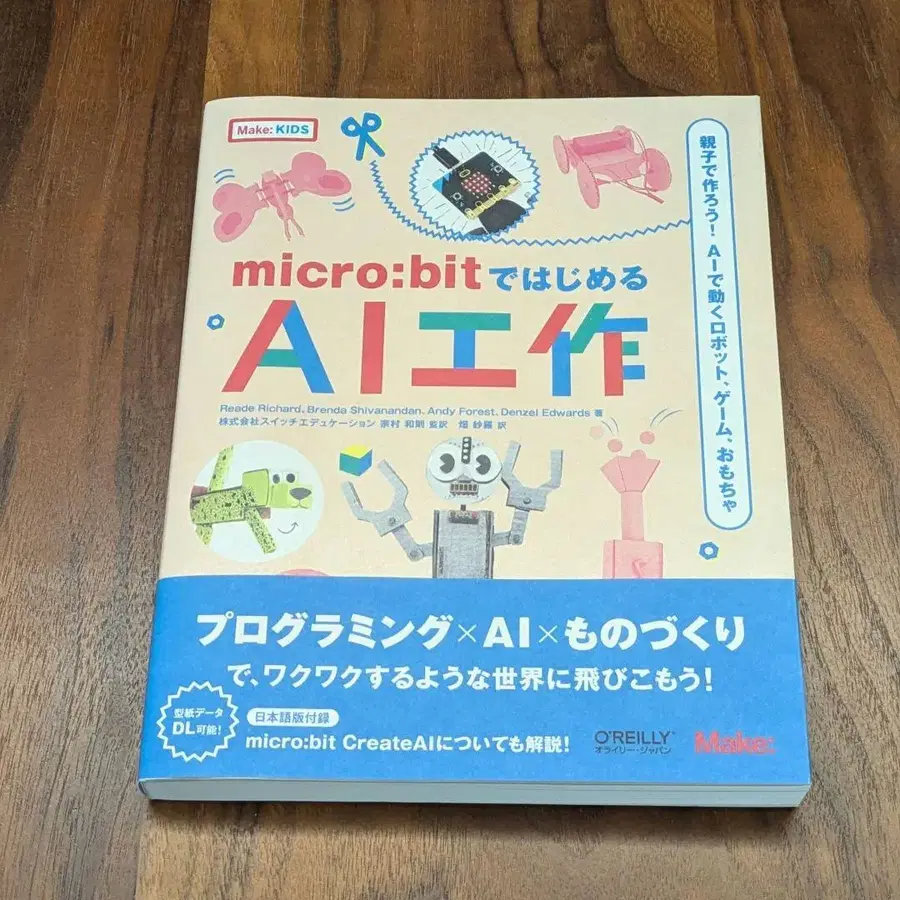 Make: KIDS
親子で作ろう! AIで動くロボット、ゲーム、おもちゃ
micro:bitではじめる
AI工作
Reade Richard、Brenda Shivanandan、Andy Forest、Denzel Edwards 著
株式会社スイッチエデュケーション 宗村 和則 監訳 畑 紗羅 訳
プログラミング×AI×ものづくり
で、ワクワクするような世界に飛びこもう!
型紙データ
DL可能!
日本語版付録
micro:bit CreateAIについても解説!
O'REILLY
オライリー・ジャパン
Make: